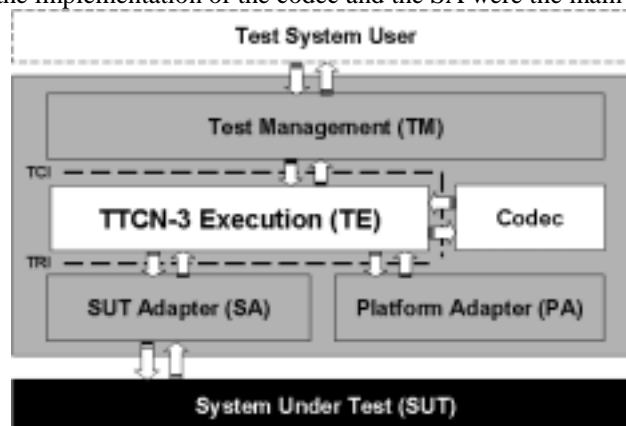 the implementation of the codec and the SA were the main
Test System User
Test Management (TM)
TCI
TTCN-3 Execution (TE)
Codec
TRI
SUT Adapter (SA)
Platform Adapter (PA)
System Under Test (SUT)